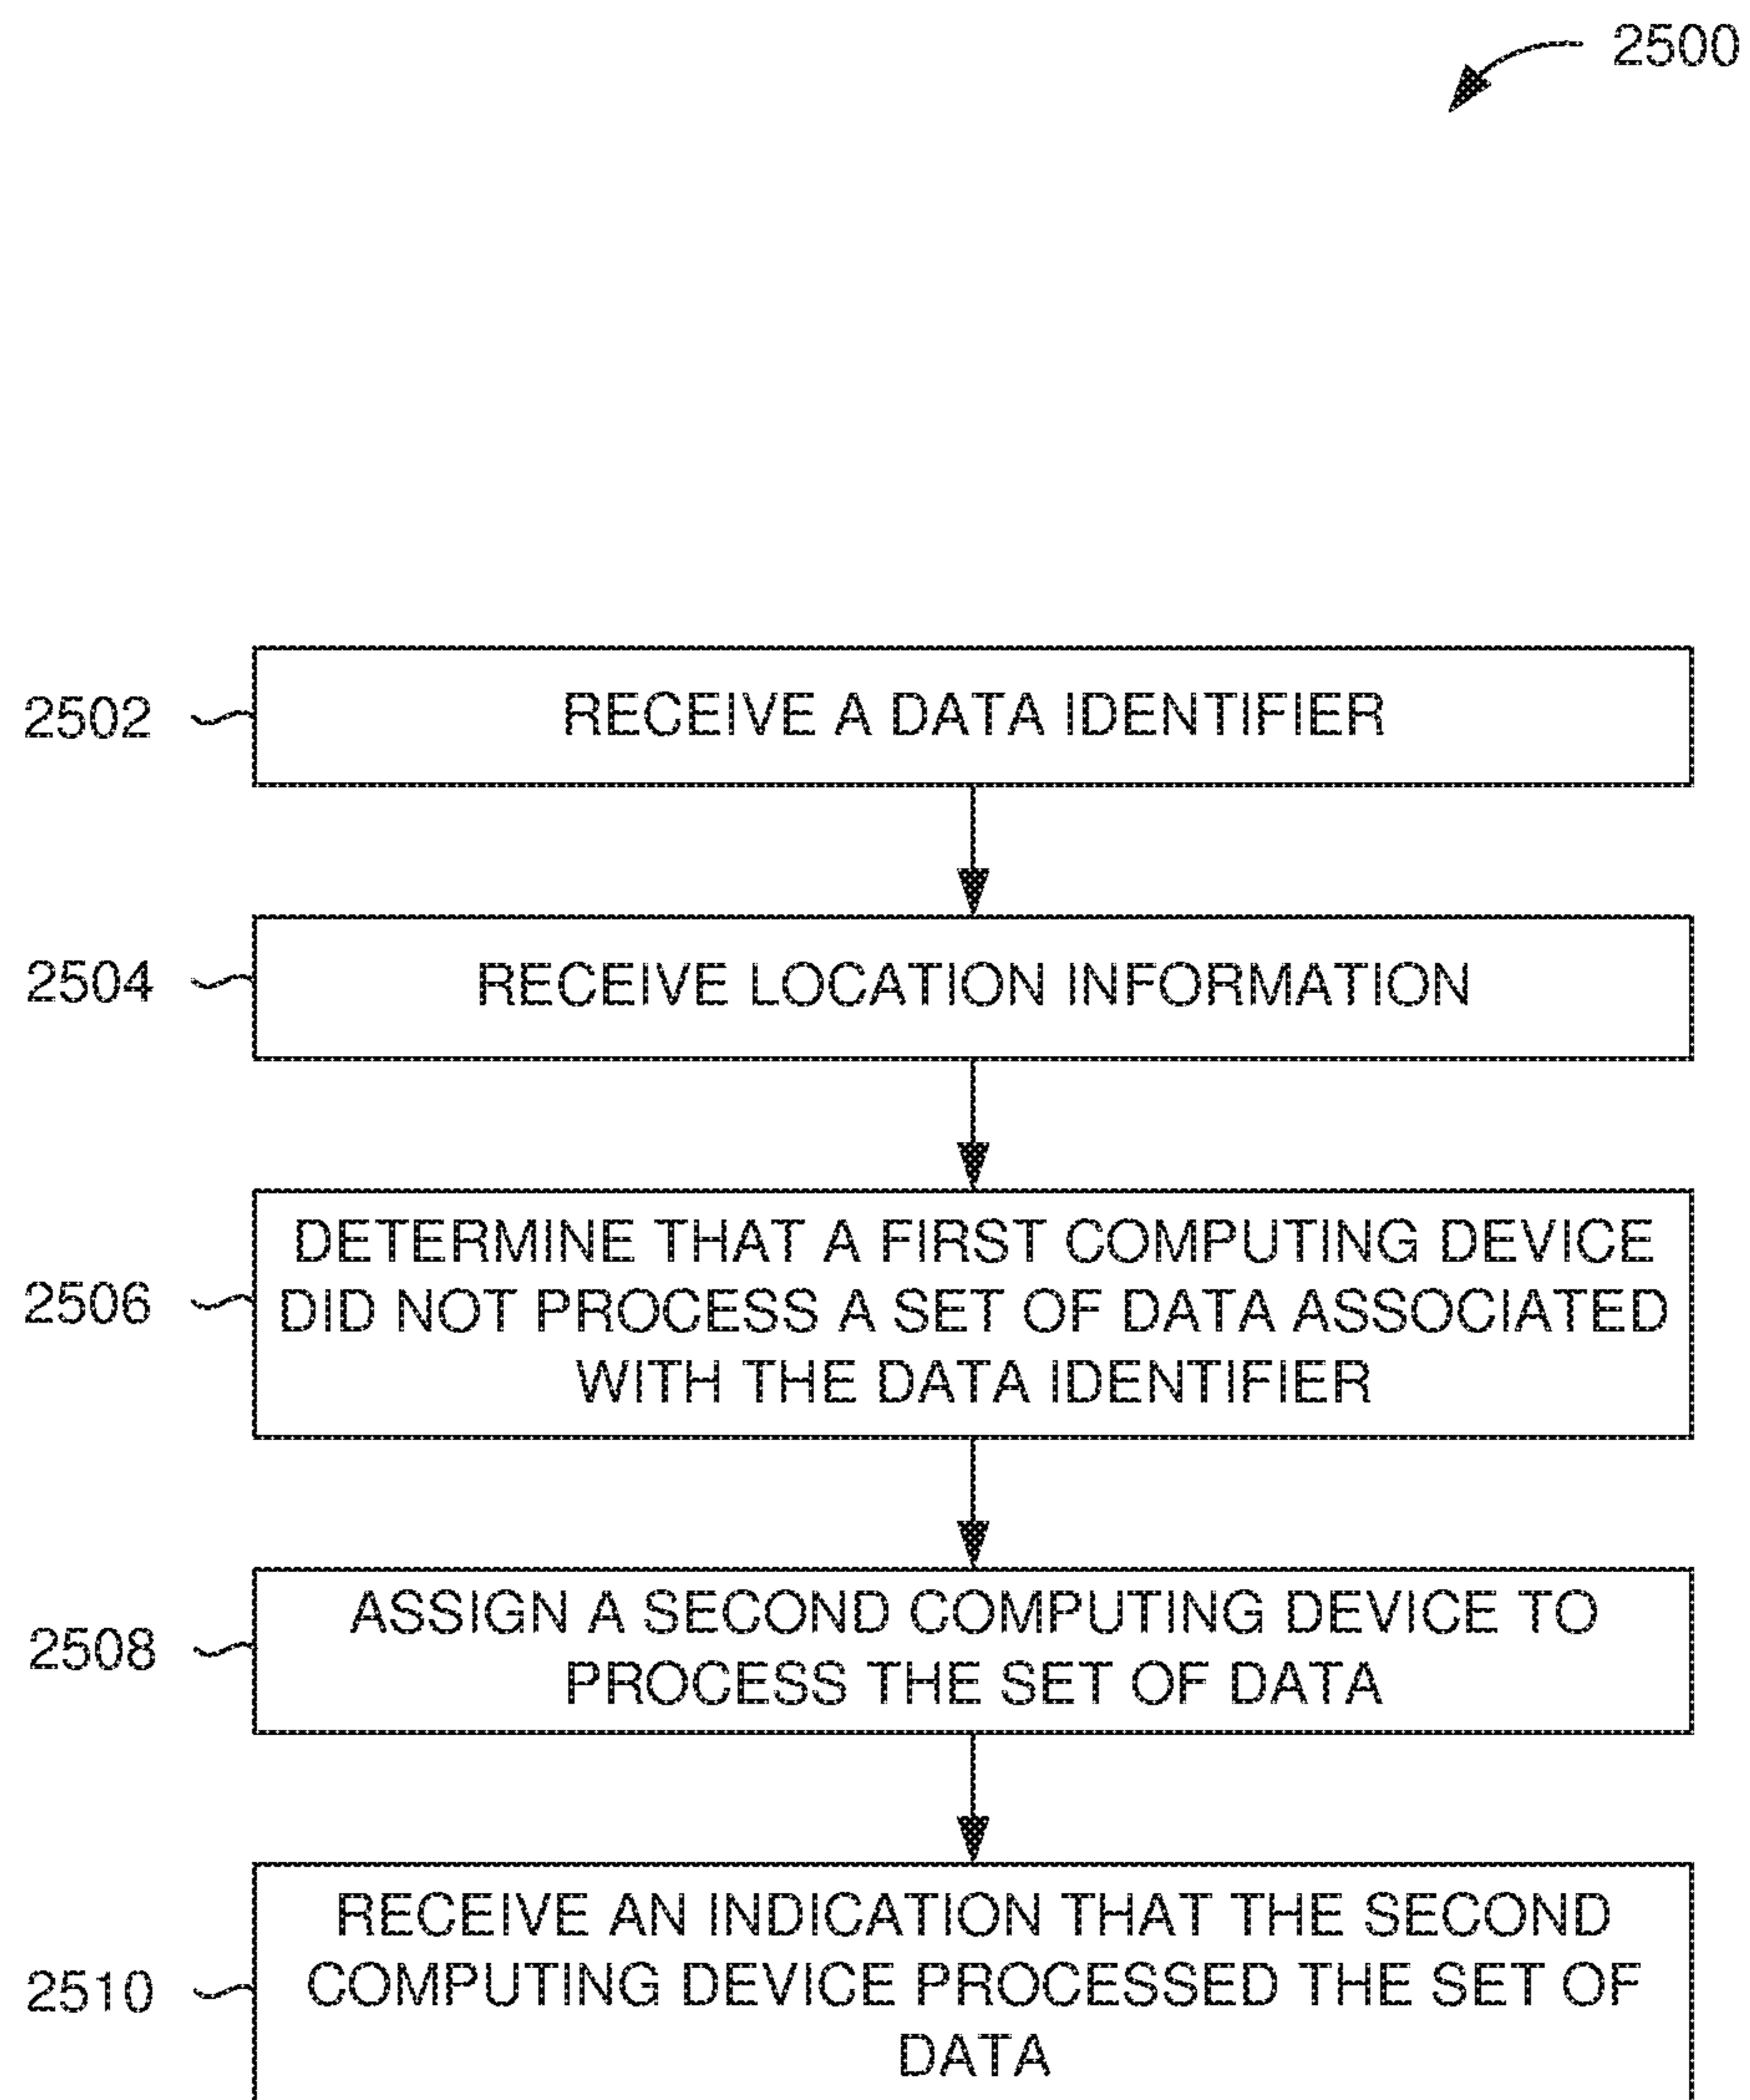 2500
2502
RECEIVE A DATA IDENTIFIER
2504
RECEIVE LOCATION INFORMATION
2506
DETERMINE THAT A FIRST COMPUTING DEVICE
DID NOT PROCESS A SET OF DATA ASSOCIATED
WITH THE DATA IDENTIFIER
2508
ASSIGN A SECOND COMPUTING DEVICE TO
PROCESS THE SET OF DATA
2510
RECEIVE AN INDICATION THAT THE SECOND
COMPUTING DEVICE PROCESSED THE SET OF
DATA